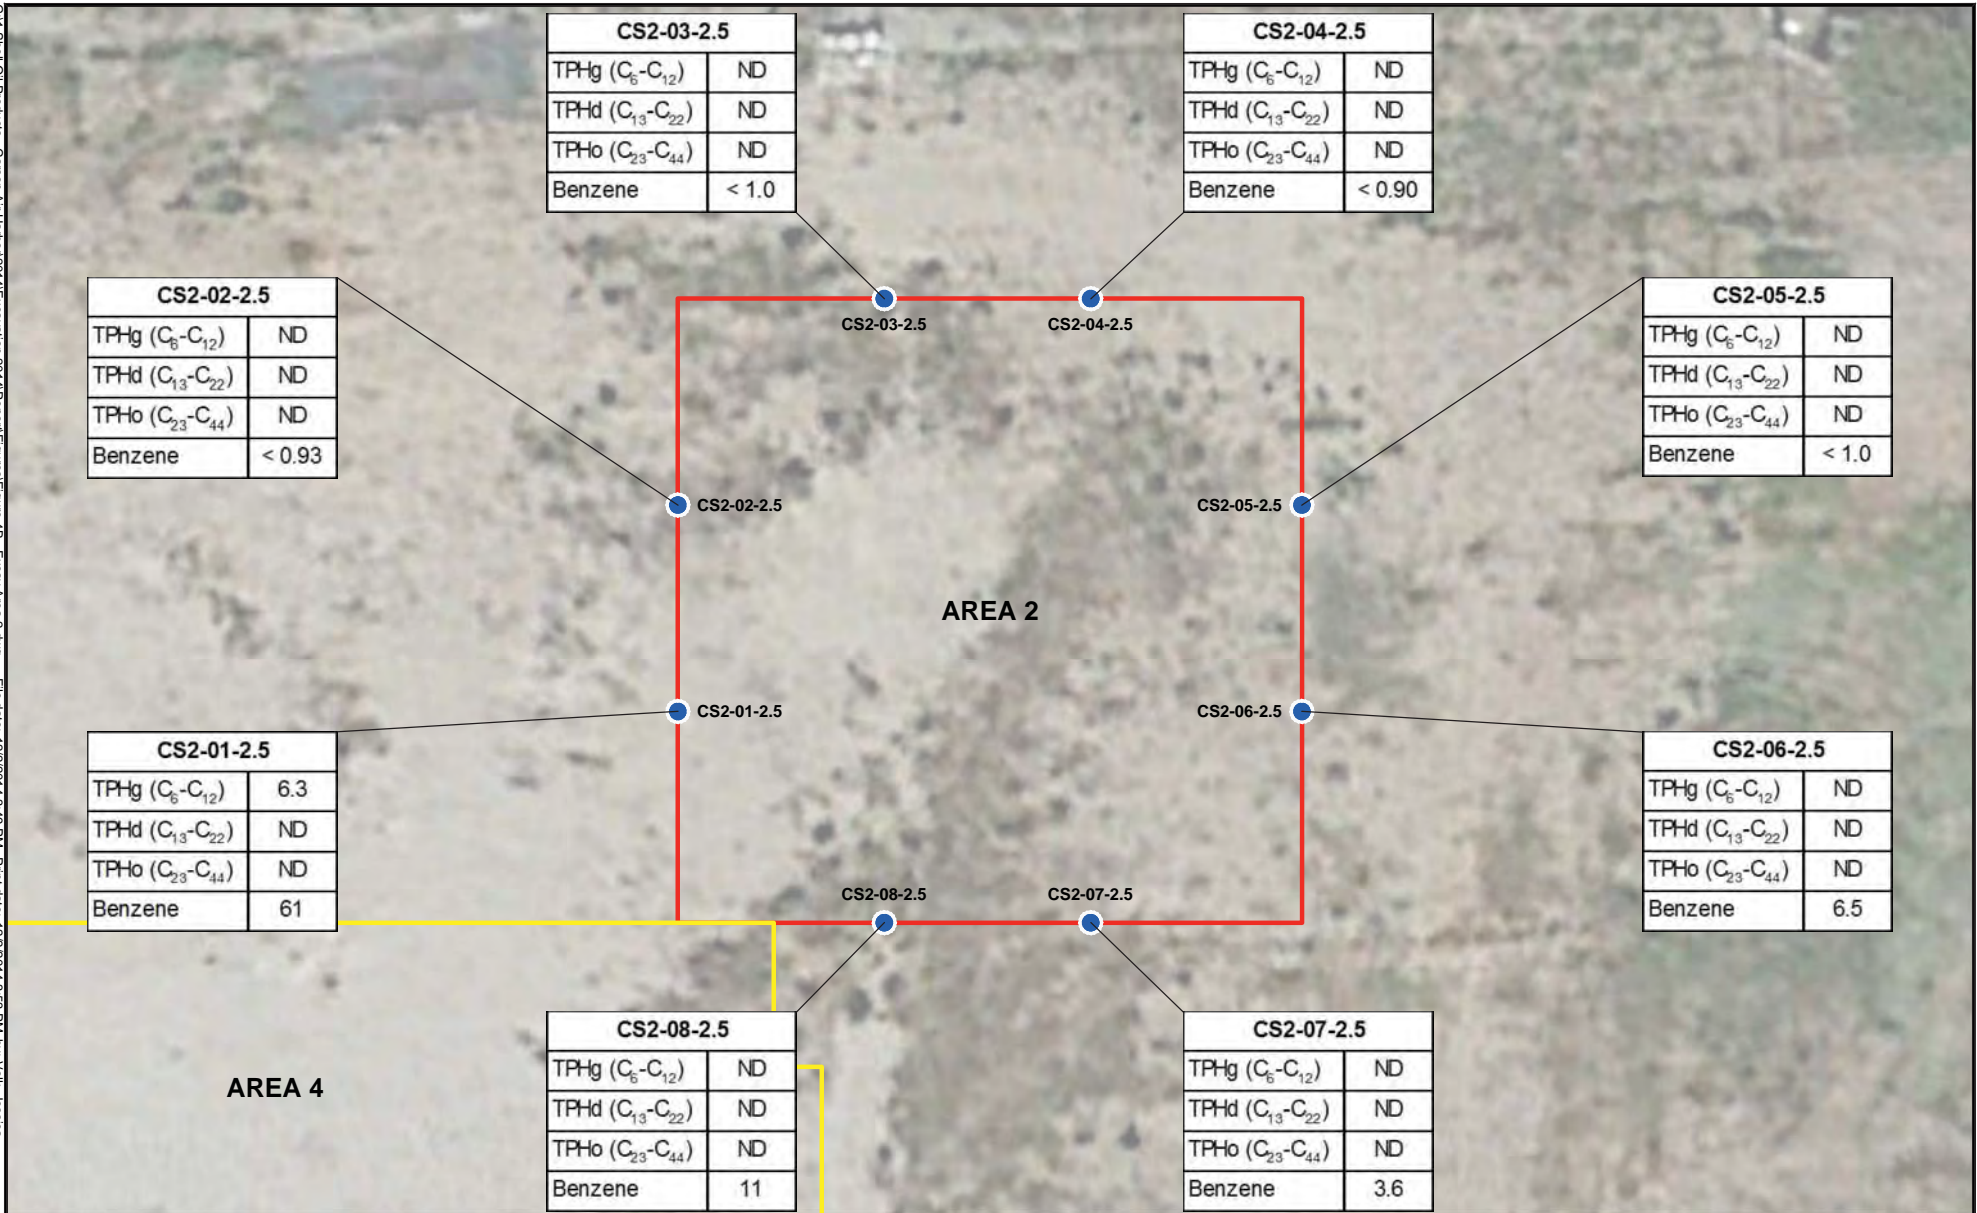 CS2-03-2.5
TPHg (C₆-C₁₂) ND
TPHd (C₁₃-C₂₂) ND
TPHo (C₂₃-C₄₄) ND
Benzene < 1.0
CS2-04-2.5
TPHg (C₆-C₁₂) ND
TPHd (C₁₃-C₂₂) ND
TPHo (C₂₃-C₄₄) ND
Benzene < 0.90
CS2-02-2.5
TPHg (C₆-C₁₂) ND
TPHd (C₁₃-C₂₂) ND
TPHo (C₂₃-C₄₄) ND
Benzene < 0.93
CS2-05-2.5
TPHg (C₆-C₁₂) ND
TPHd (C₁₃-C₂₂) ND
TPHo (C₂₃-C₄₄) ND
Benzene < 1.0
CS2-03-2.5
CS2-04-2.5
CS2-02-2.5
CS2-05-2.5
AREA 2
CS2-01-2.5
CS2-06-2.5
CS2-01-2.5
TPHg (C₆-C₁₂) 6.3
TPHd (C₁₃-C₂₂) ND
TPHo (C₂₃-C₄₄) ND
Benzene 61
CS2-06-2.5
TPHg (C₆-C₁₂) ND
TPHd (C₁₃-C₂₂) ND
TPHo (C₂₃-C₄₄) ND
Benzene 6.5
CS2-08-2.5
CS2-07-2.5
AREA 4
CS2-08-2.5
TPHg (C₆-C₁₂) ND
TPHd (C₁₃-C₂₂) ND
TPHo (C₂₃-C₄₄) ND
Benzene 11
CS2-07-2.5
TPHg (C₆-C₁₂) ND
TPHd (C₁₃-C₂₂) ND
TPHo (C₂₃-C₄₄) ND
Benzene 3.6